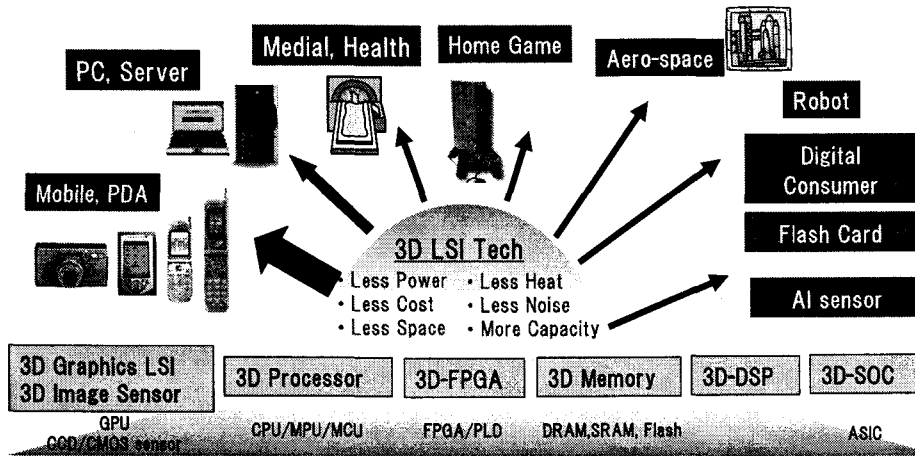 Medial, Health
Home Game
Aero-space
PC, Server
Robot
Digital
Consumer
Mobile, PDA
Flash Card
AI sensor
3D LSI Tech
· Less Power
· Less Cost
· Less Space
· Less Heat
· Less Noise
· More Capacity
3D Graphics LSI
3D Image Sensor
3D Processor
3D-FPGA
3D Memory
3D-DSP
3D-SOC
GPU
CCD/CMOS sensor
CPU/MPU/MCU
FPGA/PLD
DRAM,SRAM, Flash
ASIC